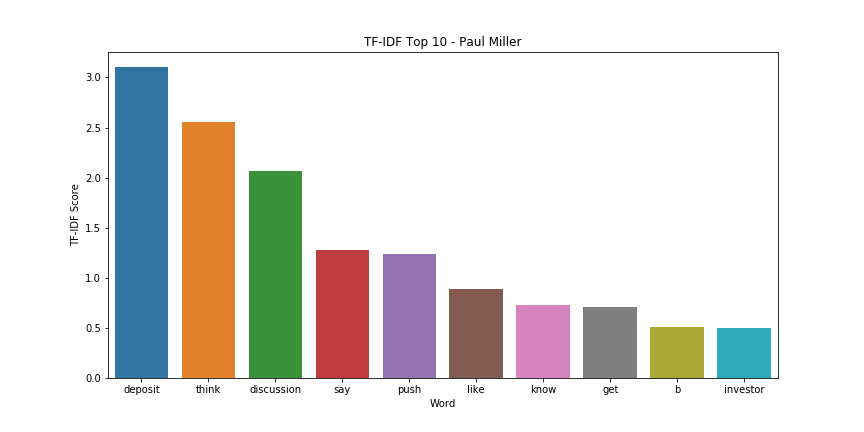 TF-IDF Top 10 - Paul Miller
3.0
2.5
2.0
1.5
1.0
0.5
0.0
TF-IDF Score
deposit think discussion say push like know get b investor
Word